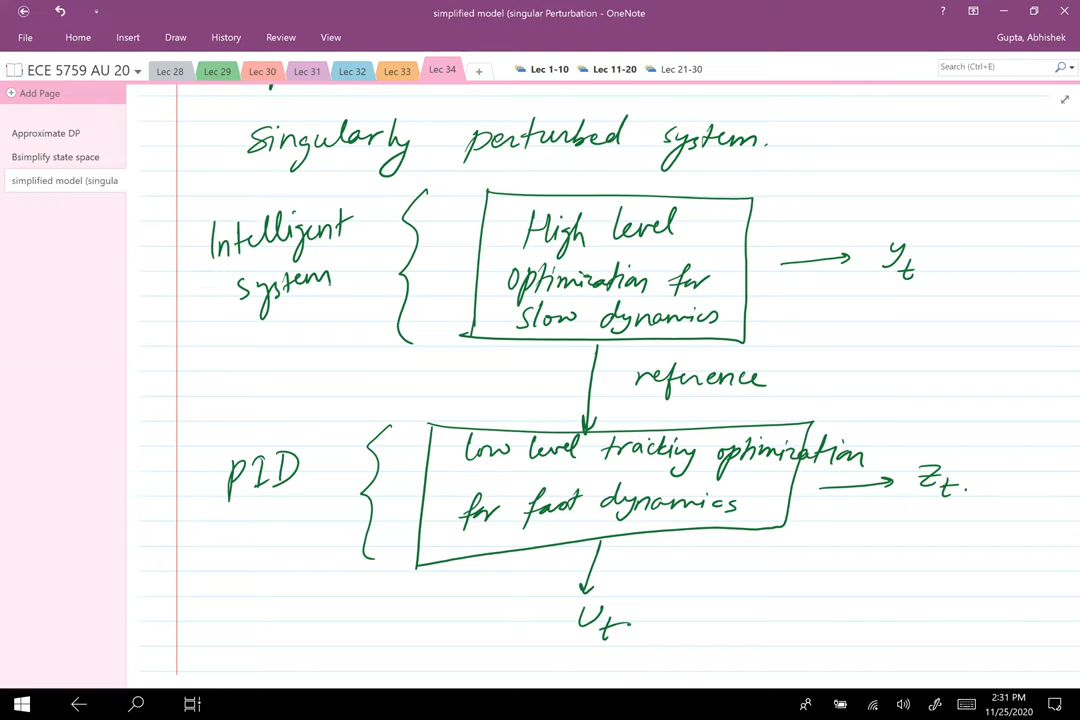 simplified model (singular Perturbation - OneNote
File Home Insert Draw History Review View
Gupta, Abhishek
ECE 5759 AU 20
Lec 28 Lec 29 Lec 30 Lec 31 Lec 32 Lec 33 Lec 34
Lec 1-10 Lec 11-20 Lec 21-30
Search (Ctrl+E)
Add Page
Approximate DP
Bsimplify state space
simplified model (singula
Singularly perturbed system.
Intelligent
system
High level
optimization for
slow dynamics
y_t
reference
PID
low level tracking optimization
for fast dynamics
z_t.
U_t.
2:31 PM
11/25/2020